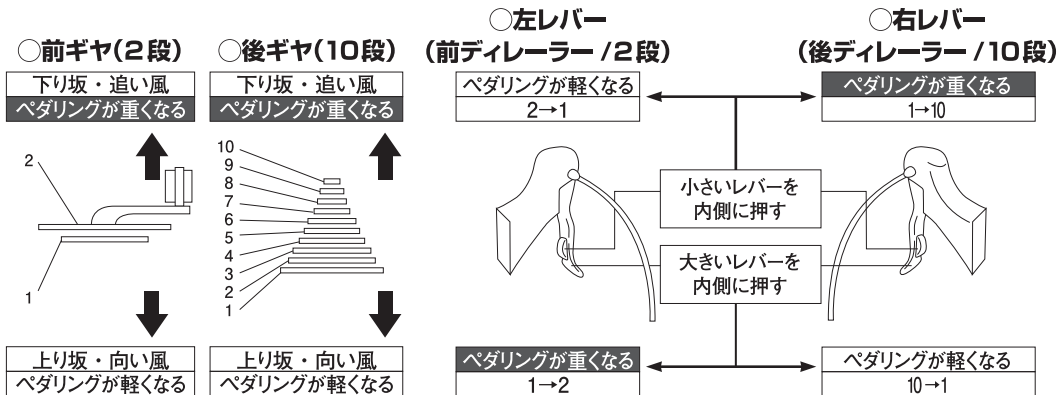 ○前ギヤ(2段)
下り坂・追い風
ペダリングが重くなる
2
1
上り坂・向い風
ペダリングが軽くなる
○後ギヤ(10段)
下り坂・追い風
ペダリングが重くなる
10
9
8
7
6
5
4
3
2
1
上り坂・向い風
ペダリングが軽くなる
○左レバー
(前ディレーラー/2段)
ペダリングが軽くなる
2→1
○右レバー
(後ディレーラー/10段)
ペダリングが重くなる
1→10
小さいレバーを
内側に押す
大きいレバーを
内側に押す
ペダリングが重くなる
1→2
ペダリングが軽くなる
10→1